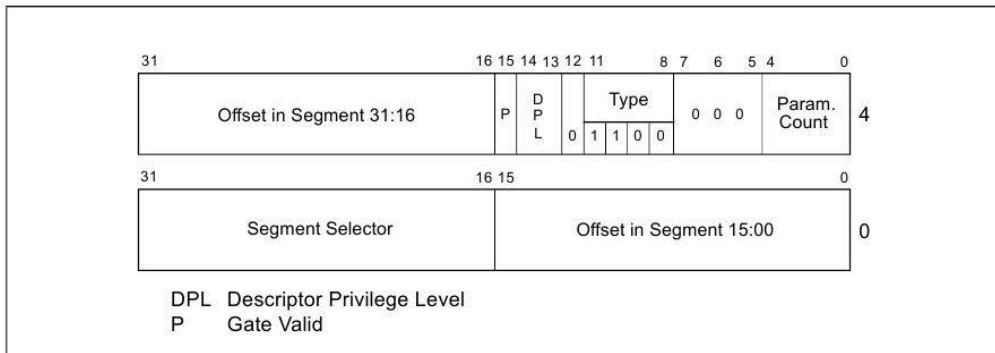 31 16 15 14 13 12 11 8 7 6 5 4 0
Offset in Segment 31:16 P D P L 0 Type 1 1 0 0 0 0 0 Param. Count 4
31 16 15 0
Segment Selector Offset in Segment 15:00 0
DPL Descriptor Privilege Level
P Gate Valid